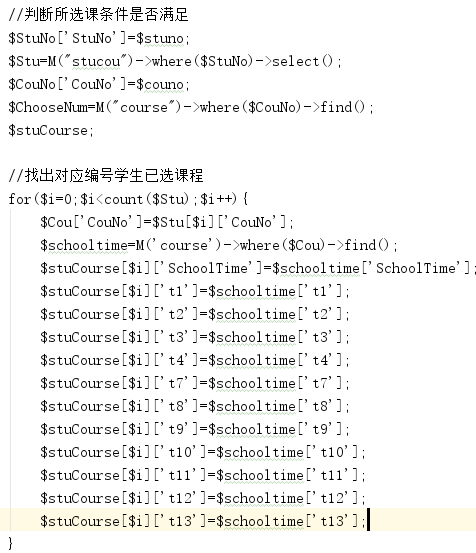 //判断所选课条件是否满足
$StuNo['StuNo']=$stuno;
$Stu=M("stucou")->where($StuNo)->select();
$CouNo['CouNo']=$couno;
$ChooseNum=M("course")->where($CouNo)->find();
$stuCourse;
//找出对应编号学生已选课程
for($i=0;$i<count($Stu);$i++){
$Cou['CouNo']=$Stu[$i]['CouNo'];
$schooltime=M('course')->where($Cou)->find();
$stuCourse[$i]['SchoolTime']=$schooltime['SchoolTime'];
$stuCourse[$i]['t1']=$schooltime['t1'];
$stuCourse[$i]['t2']=$schooltime['t2'];
$stuCourse[$i]['t3']=$schooltime['t3'];
$stuCourse[$i]['t4']=$schooltime['t4'];
$stuCourse[$i]['t7']=$schooltime['t7'];
$stuCourse[$i]['t8']=$schooltime['t8'];
$stuCourse[$i]['t9']=$schooltime['t9'];
$stuCourse[$i]['t10']=$schooltime['t10'];
$stuCourse[$i]['t11']=$schooltime['t11'];
$stuCourse[$i]['t12']=$schooltime['t12'];
$stuCourse[$i]['t13']=$schooltime['t13'];
}